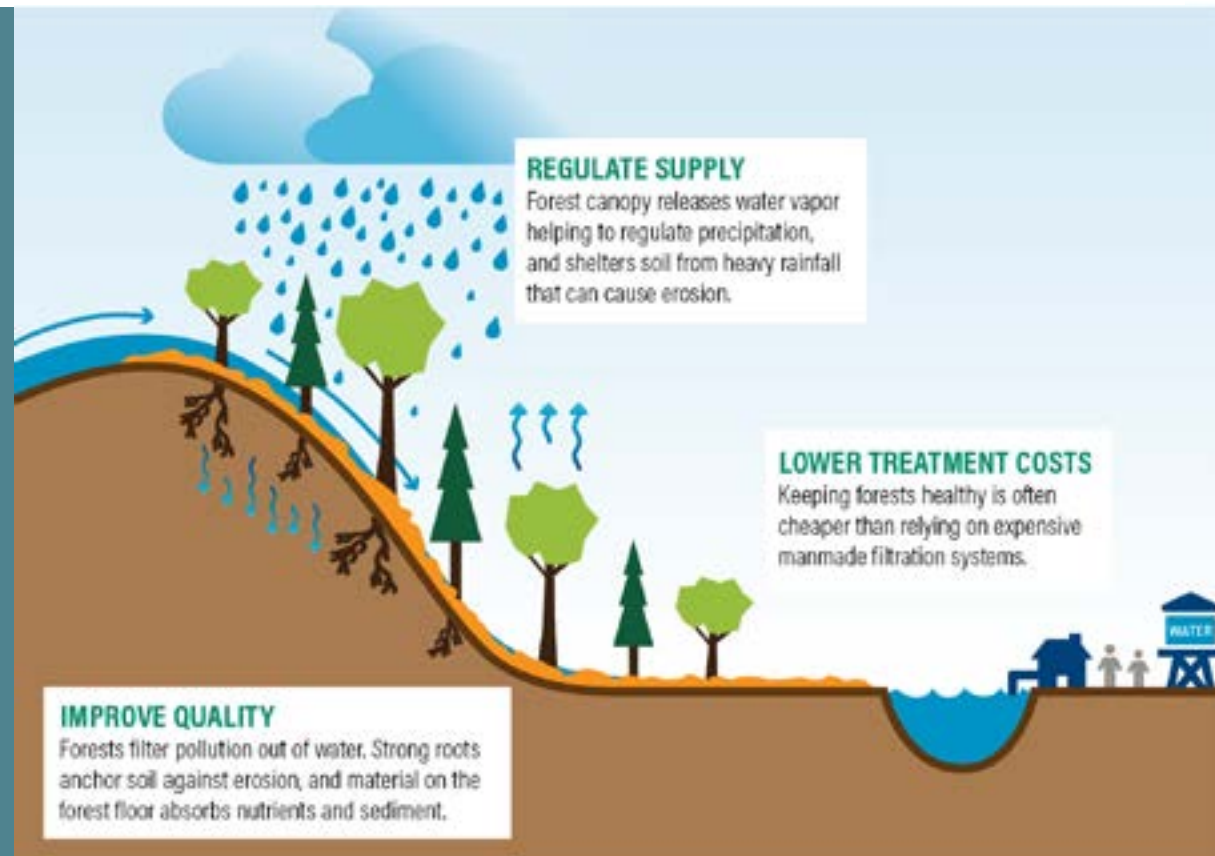 REGULATE SUPPLY
Forest canopy releases water vapor
helping to regulate precipitation,
and shelters soil from heavy rainfall
that can cause erosion.
LOWER TREATMENT COSTS
Keeping forests healthy is often
cheaper than relying on expensive
manmade filtration systems.
WATER
IMPROVE QUALITY
Forests filter pollution out of water. Strong roots
anchor soil against erosion, and material on the
forest floor absorbs nutrients and sediment.